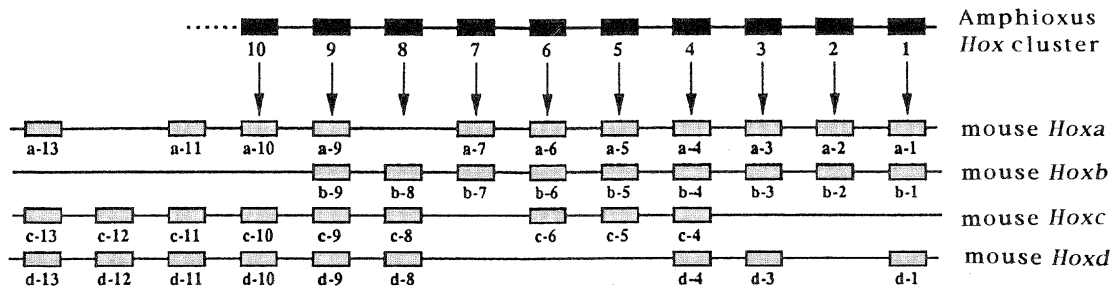 Amphioxus
Hox cluster
10 9 8 7 6 5 4 3 2 1
mouse Hoxa
a-13 a-11 a-10 a-9 a-7 a-6 a-5 a-4 a-3 a-2 a-1
mouse Hoxb
b-9 b-8 b-7 b-6 b-5 b-4 b-3 b-2 b-1
mouse Hoxc
c-13 c-12 c-11 c-10 c-9 c-8 c-6 c-5 c-4
mouse Hoxd
d-13 d-12 d-11 d-10 d-9 d-8 d-4 d-3 d-1